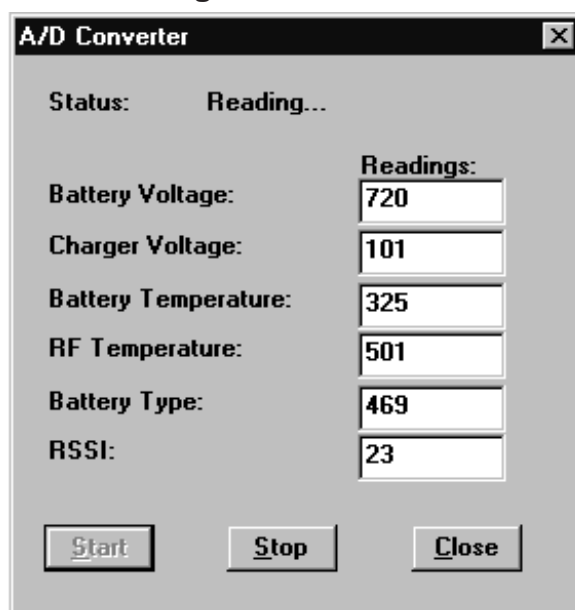 A/D Converter
Status: Reading...
Readings:
Battery Voltage: 720
Charger Voltage: 101
Battery Temperature: 325
RF Temperature: 501
Battery Type: 469
RSSI: 23
Start Stop Close